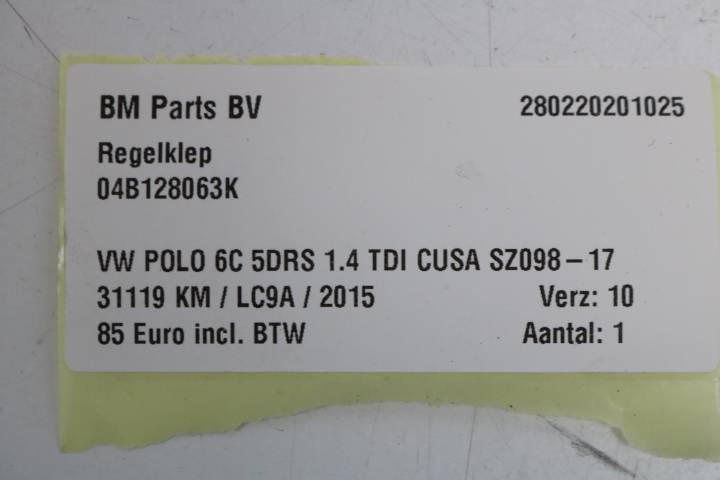 BM Parts BV 280220201025
Regelklep
04B128063K
VW POLO 6C 5DRS 1.4 TDI CUSA SZ098-17
31119 KM / LC9A / 2015 Verz: 10
85 Euro incl. BTW Aantal: 1